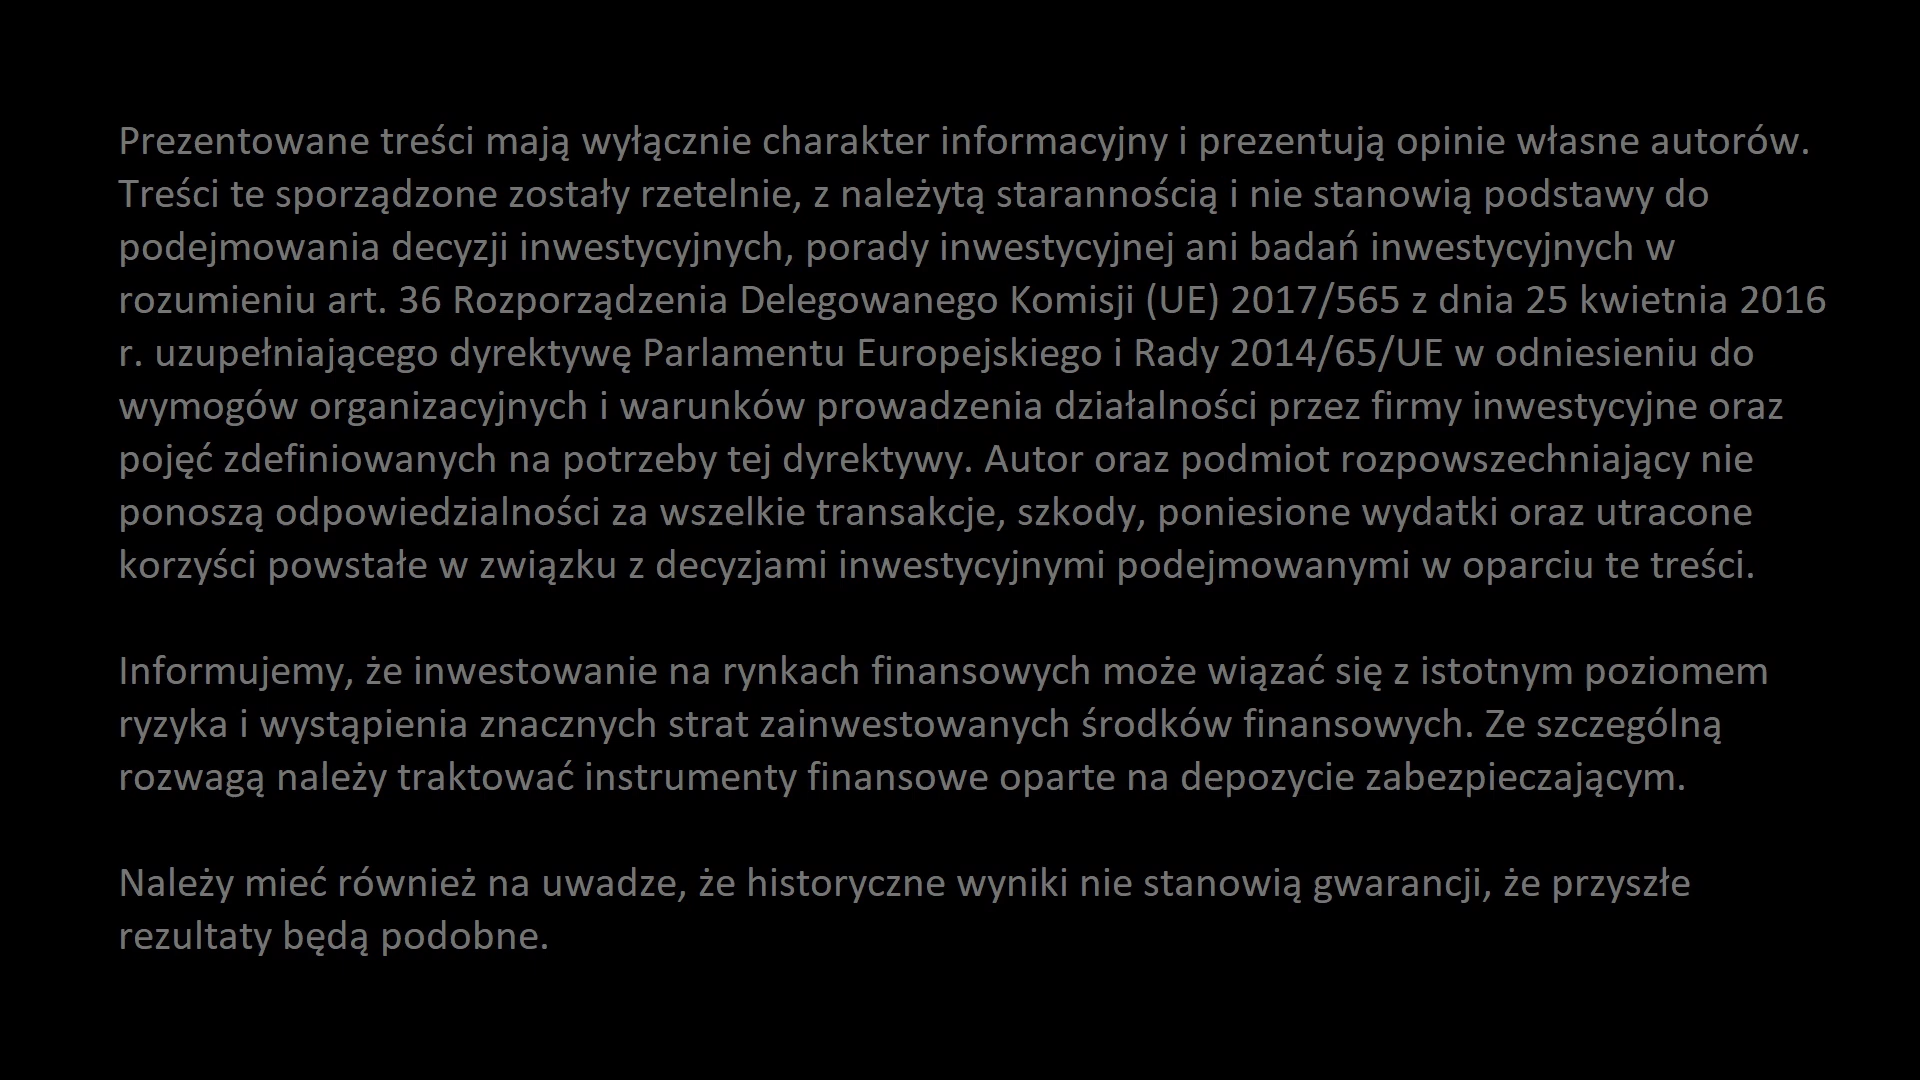 Prezentowane treści mają wyłącznie charakter informacyjny i prezentują opinie własne autorów.
Treści te sporządzone zostały rzetelnie, z należytą starannością i nie stanowią podstawy do
podejmowania decyzji inwestycyjnych, porady inwestycyjnej ani badań inwestycyjnych w
rozumieniu art. 36 Rozporządzenia Delegowanego Komisji (UE) 2017/565 z dnia 25 kwietnia 2016
r. uzupełniającego dyrektywę Parlamentu Europejskiego i Rady 2014/65/UE w odniesieniu do
wymogów organizacyjnych i warunków prowadzenia działalności przez firmy inwestycyjne oraz
pojęć zdefiniowanych na potrzeby tej dyrektywy. Autor oraz podmiot rozpowszechniający nie
ponoszą odpowiedzialności za wszelkie transakcje, szkody, poniesione wydatki oraz utracone
korzyści powstałe w związku z decyzjami inwestycyjnymi podejmowanymi w oparciu te treści.
Informujemy, że inwestowanie na rynkach finansowych może wiązać się z istotnym poziomem
ryzyka i wystąpienia znacznych strat zainwestowanych środków finansowych. Ze szczególną
rozwagą należy traktować instrumenty finansowe oparte na depozycie zabezpieczającym.
Należy mieć również na uwadze, że historyczne wyniki nie stanowią gwarancji, że przyszłe
rezultaty będą podobne.